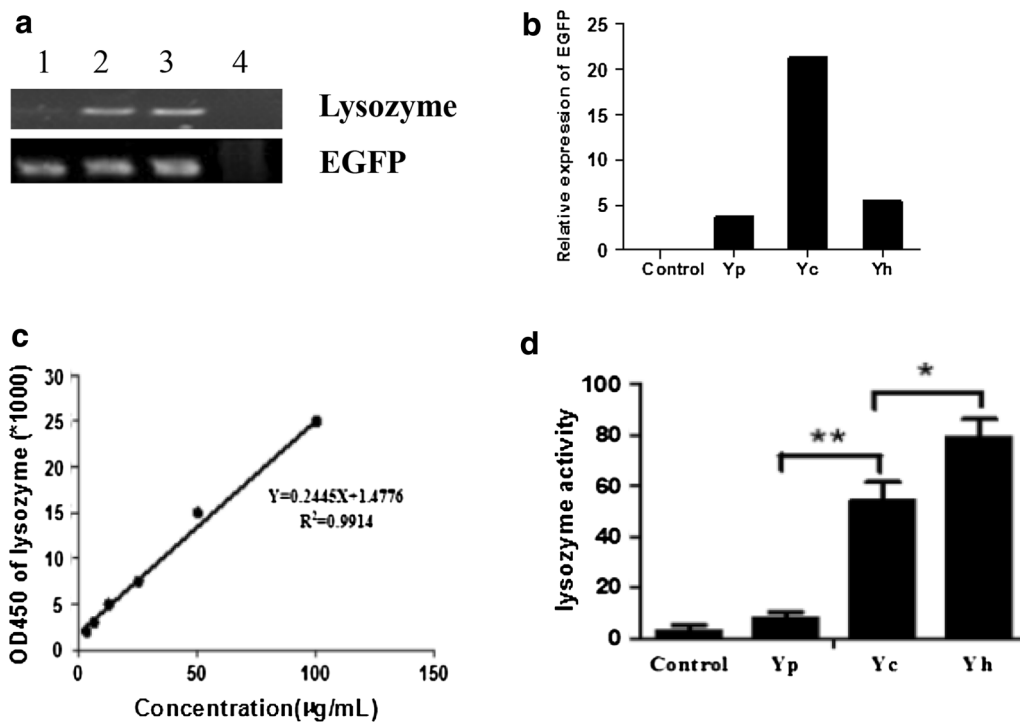 a
1 2 3 4
Lysozyme
EGFP
b
Relative expression of EGFP
25
20
15
10
5
0
Control Yp Yc Yh
c
OD450 of lysozyme (*1000)
30
25
20
15
10
5
0
Y=0.2445X+1.4776
R²=0.9914
0 50 100 150
Concentration(μg/mL)
d
lysozyme activity
100
80
60
40
20
0
**
*
Control Yp Yc Yh